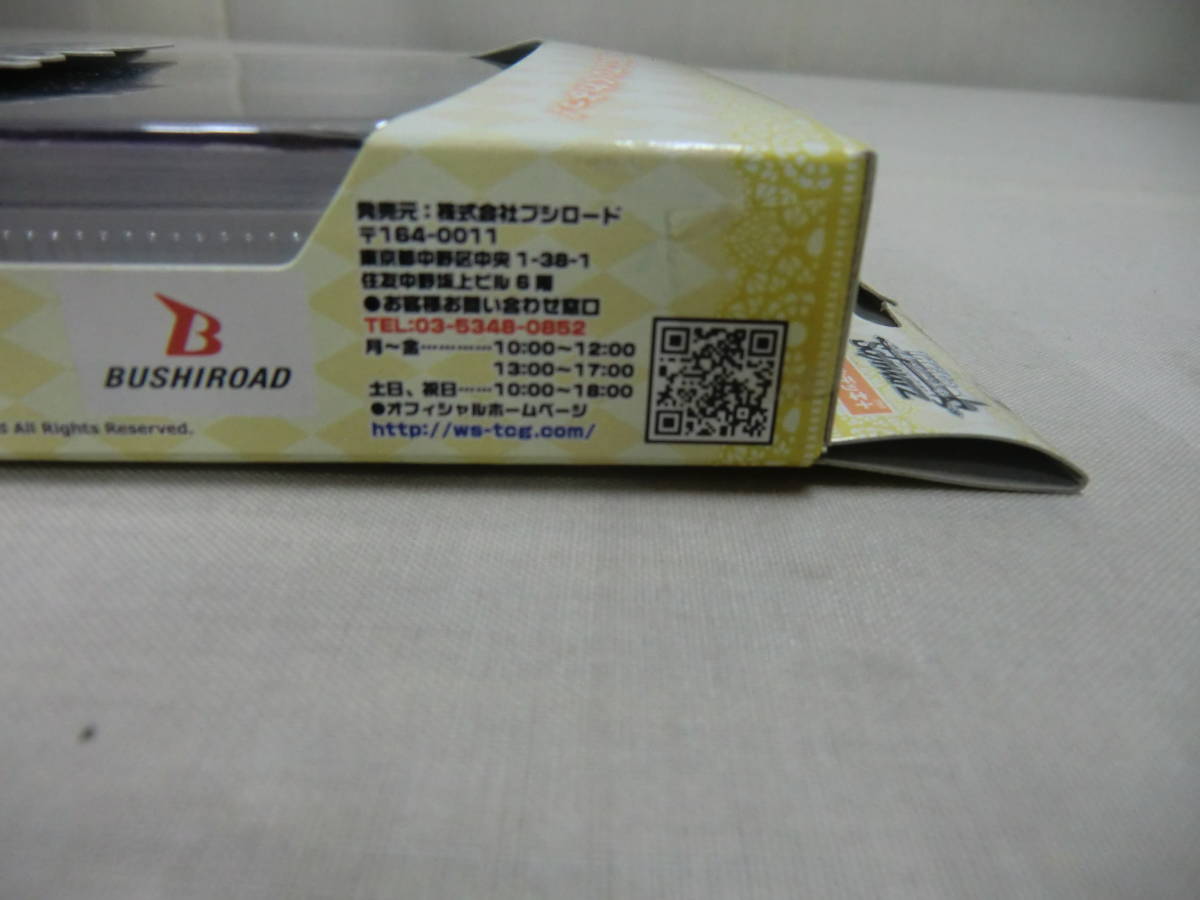 発売元：株式会社ブシロード
〒164-0011
東京都中野区中央1-38-1
住友中野坂上ビル6階
●お客様お問い合わせ窓口
TEL:03-5348-0852
月～金…………10:00～12:00
13:00～17:00
土日、祝日……10:00～18:00
●オフィシャルホームページ
http://ws-tcg.com/
BUSHIROAD
All Rights Reserved.